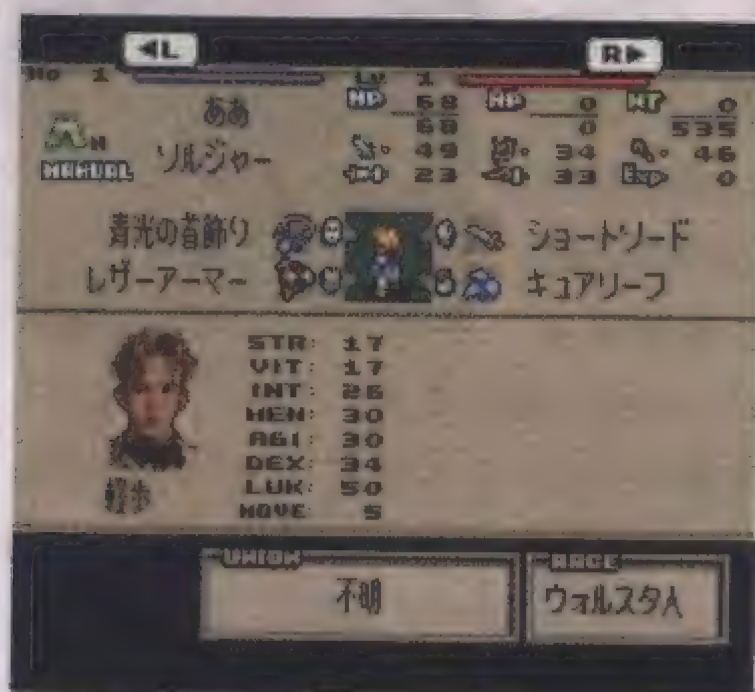 ◀L R▶
No 1 Lv 1
ああ HP 68 MP 0 WT 0
68 0 535
N 49 34 46
MANUAL ソルジャー 23 33 Exp 0
青光の首飾り ショートソード
レザーアーマー キュアリーフ
STR: 17
VIT: 17
INT: 26
MEN: 30
AGI: 30
DEX: 34
LUK: 50
軽歩 MOVE: 5
UNION RACE
不明 ウォルスタ人